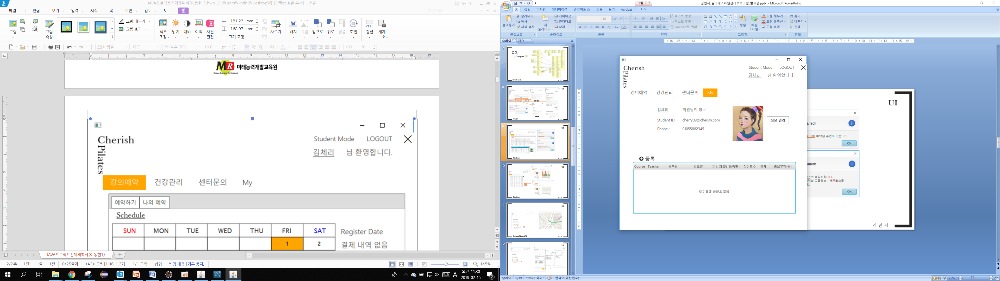 JAVA프로젝트전체계획서(이동현1).hwp [C:\Users\kminj\Desktop\] [Office 호환 문서] - 한글
파일 편집 보기 입력 서식 쪽 보안 검토 도구
그림 그림 속성
그림 테두리
그림 효과
색조 조정 밝기 대비 여백 사진 편집
181.22 mm
168.97 mm
크기 고정
자르기 배치 그룹 앞으로 뒤로 맞춤 회전 캡션 개체 보호
바탕글 대표 맑은 고딕 10.0 pt 가 가 가 가 가 100 %
MR 미래능력개발교육원
Cherish
Pilates
Student Mode LOGOUT
김체리 님 환영합니다.
강의예약 건강관리 센터문의 My
예약하기 나의 예약
Schedule
SUN MON TUE WED THU FRI SAT
1 2
Register Date
결제 내역 없음
JAVA프로젝트전체계획서(이동현1)
2/?쪽 1단 1줄 1칸 0/25글자 (A3): 그림[1.46, 1.27] 1/1 구역 삽입 변경 내용 [기록 중지] 145%
오전 11:30
2019-02-15
그림 도구
김민지_필라테스학원관리프로그램_발표용.pptx - Microsoft PowerPoint
홈 삽입 디자인 애니메이션 슬라이드 쇼 검토 보기 Acrobat 서식
붙여넣기 잘라내기 복사 서식 복사
새 슬라이드 레이아웃 원래대로 삭제
18
텍스트 방향
텍스트 맞춤
SmartArt로 변환
정렬 빠른 스타일
도형 채우기
도형 윤곽선
도형 효과
찾기
바꾸기
선택
클립보드 슬라이드 글꼴 단락 그리기 편집
슬라이드 개요
7
02.
Diagram
MVC 구조
8
UI
Login
9
UI
Student
10
UI
Student
11
UI
Google Map API
12
UI
Cherish
Pilates
Student Mode LOGOUT
김체리 님 환영합니다.
강의예약 건강관리 센터문의 My
김체리 회원님의 정보
Student ID : cherry09@cherish.com
Phone : 01055882345
정보 변경
등록
Course Teacher 등록일 만료일 기간(개월) 등록횟수 잔여횟수 결제 총납부액(원)
테이블에 콘텐츠 없음
UI
ailed!
시간에 예약된 수업이 있습니다.
OK
ailed!
스와 불일치합니다.
역의 그룹코스 · 개인코스를
요.
OK
김 민 지
슬라이드 9/19 "Office 테마" 한국어(대한민국) 75%